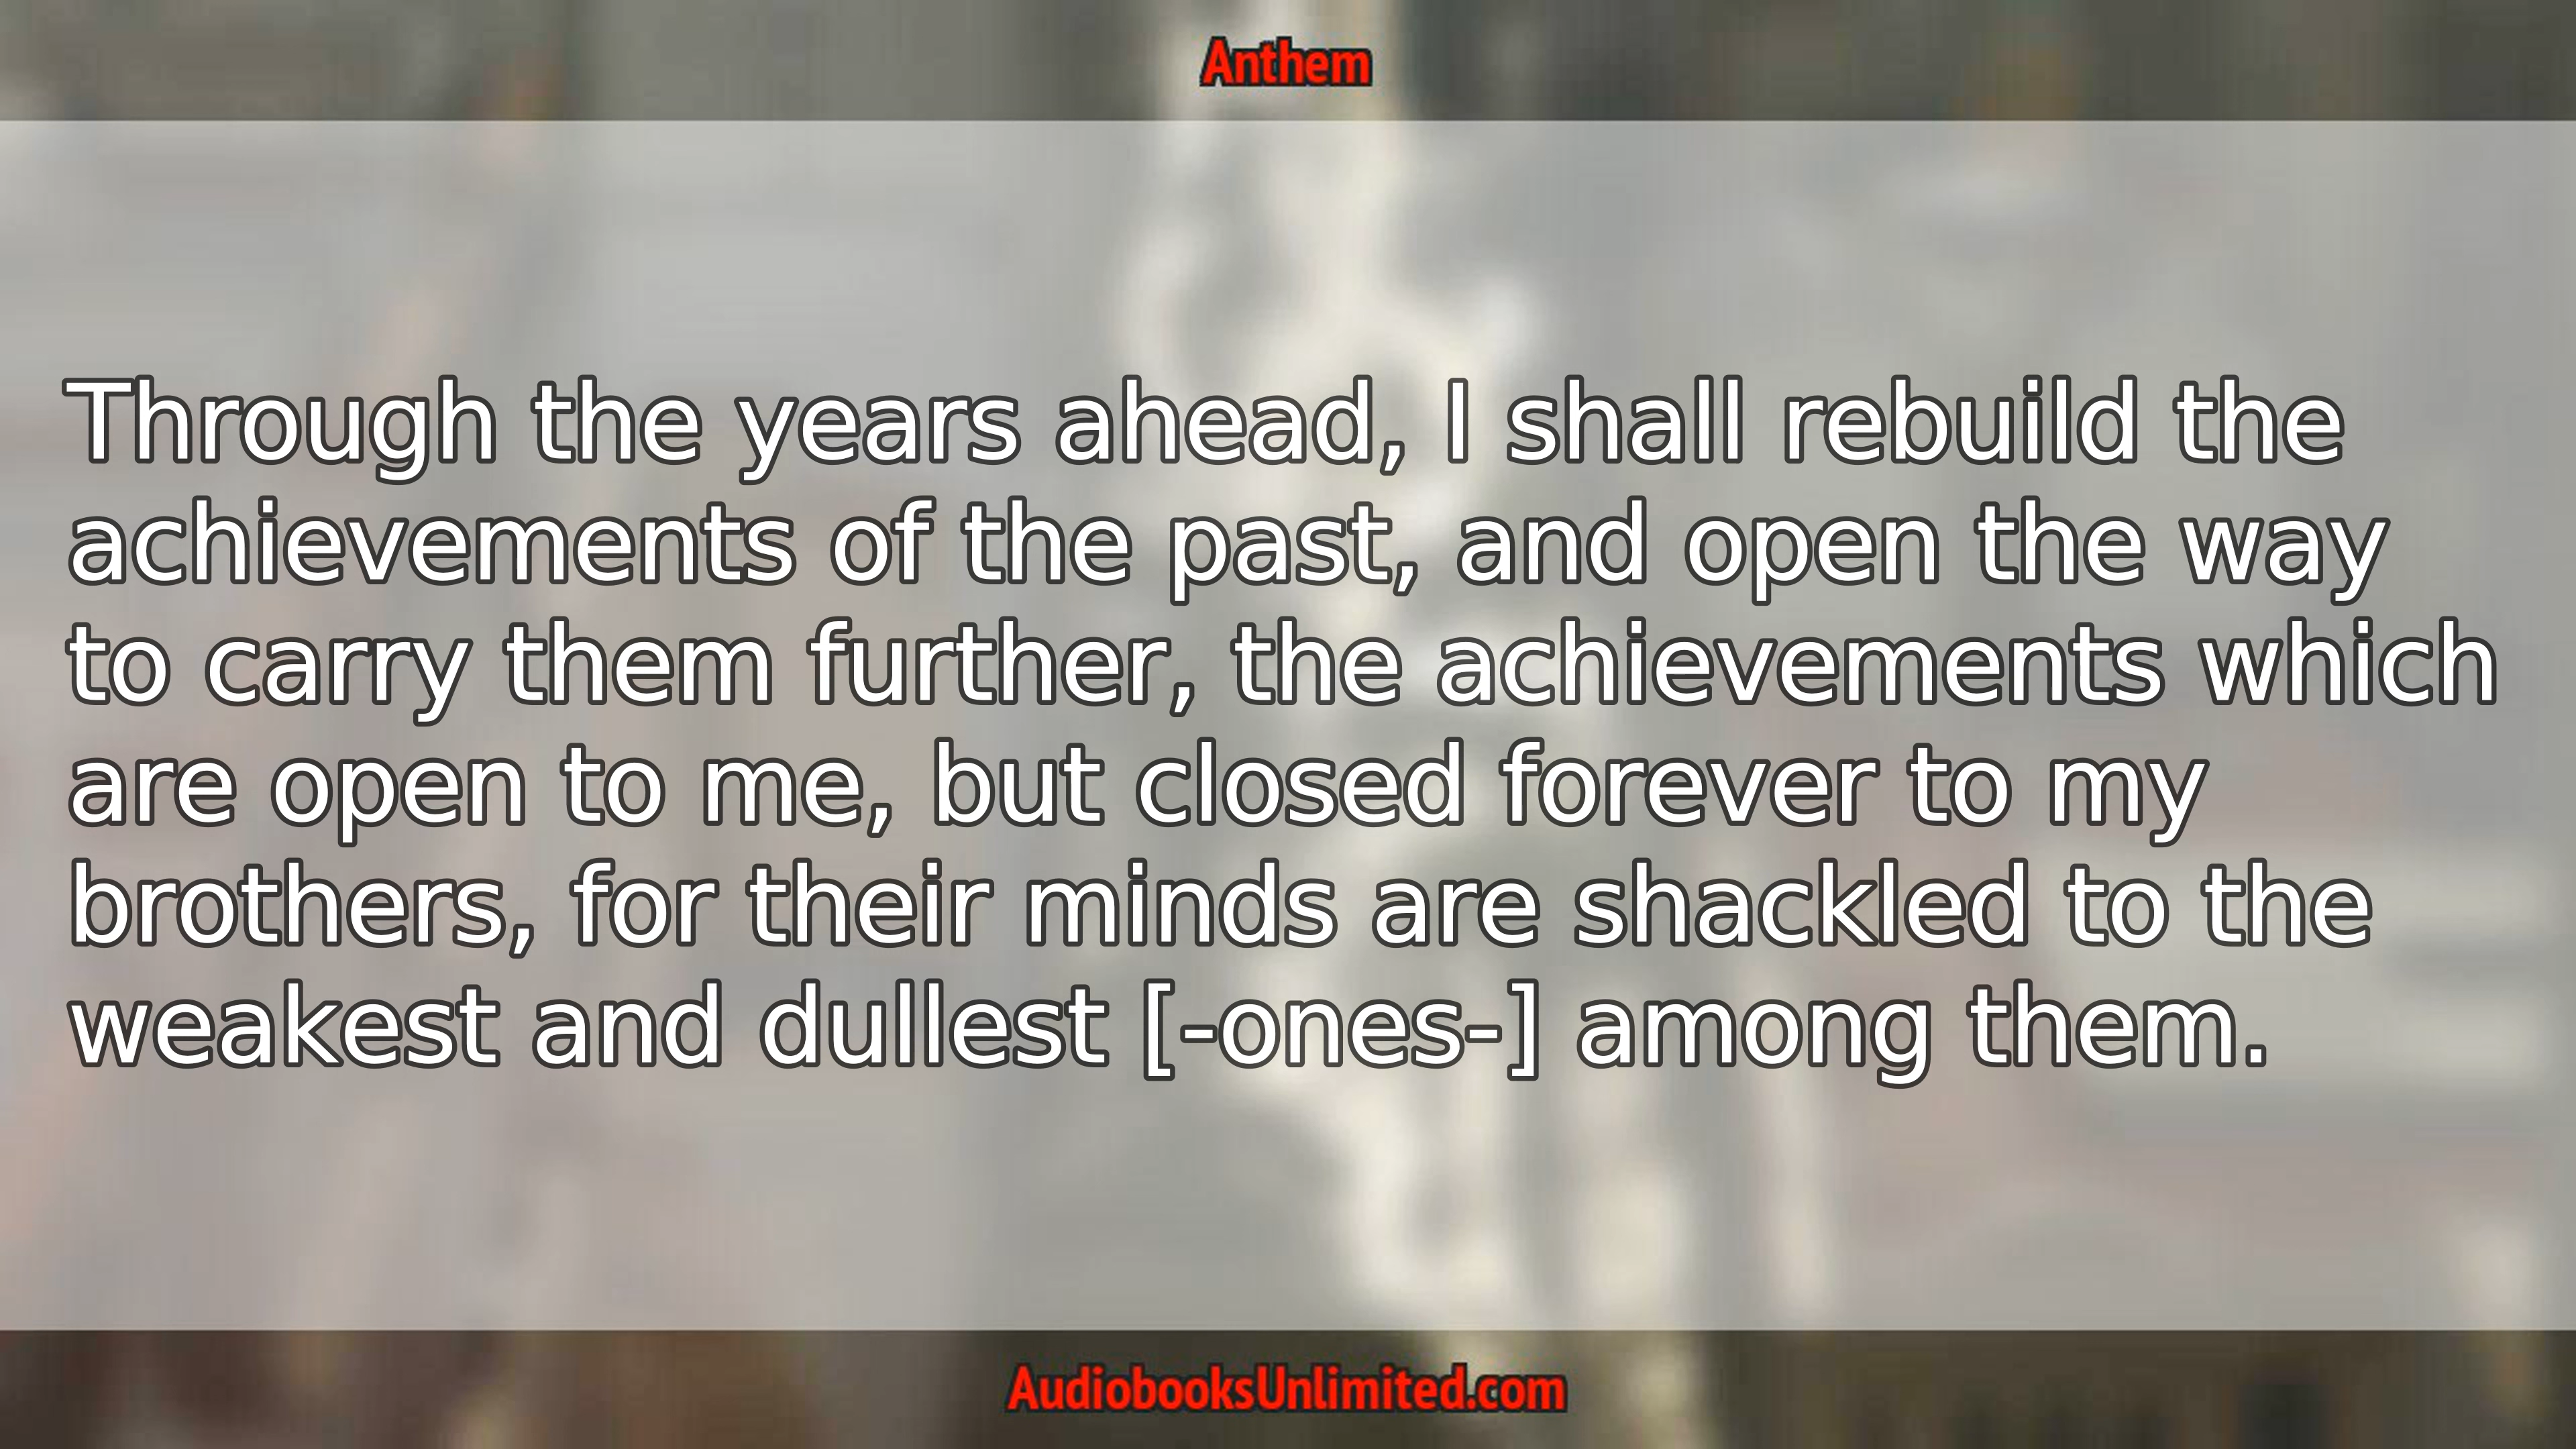 Anthem
Through the years ahead, I shall rebuild the
achievements of the past, and open the way
to carry them further, the achievements which
are open to me, but closed forever to my
brothers, for their minds are shackled to the
weakest and dullest [-ones-] among them.
AudiobooksUnlimited.com